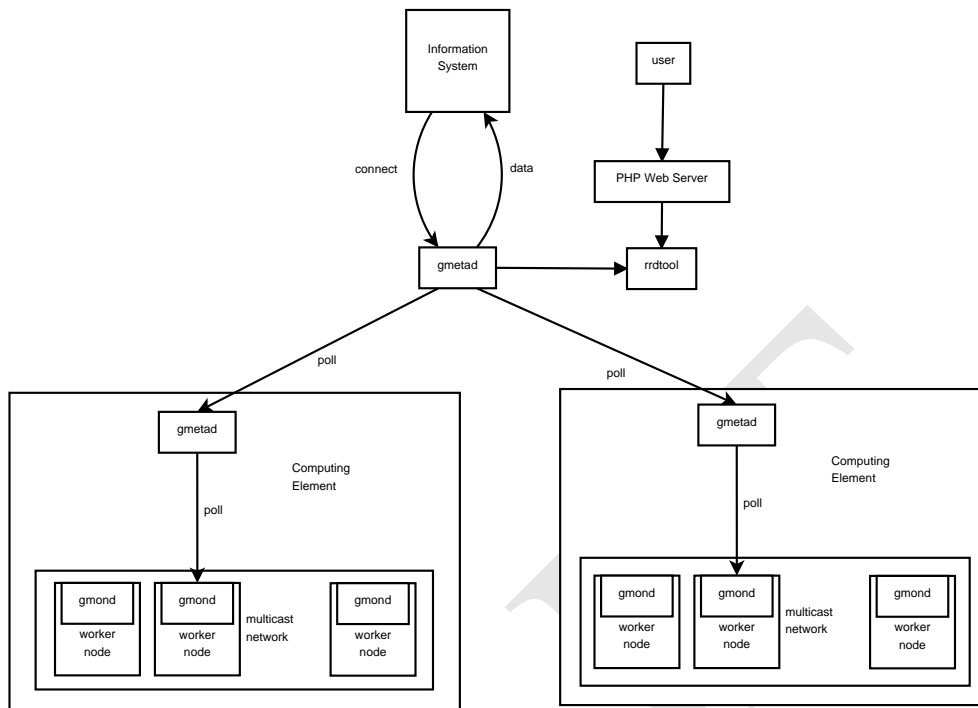 Information
System
user
connect
data
PHP Web Server
gmetad
rrdtool
poll
poll
gmetad
Computing
Element
poll
gmond
worker
node
gmond
worker
node
multicast
network
gmond
worker
node
gmetad
Computing
Element
poll
gmond
worker
node
gmond
worker
node
multicast
network
gmond
worker
node